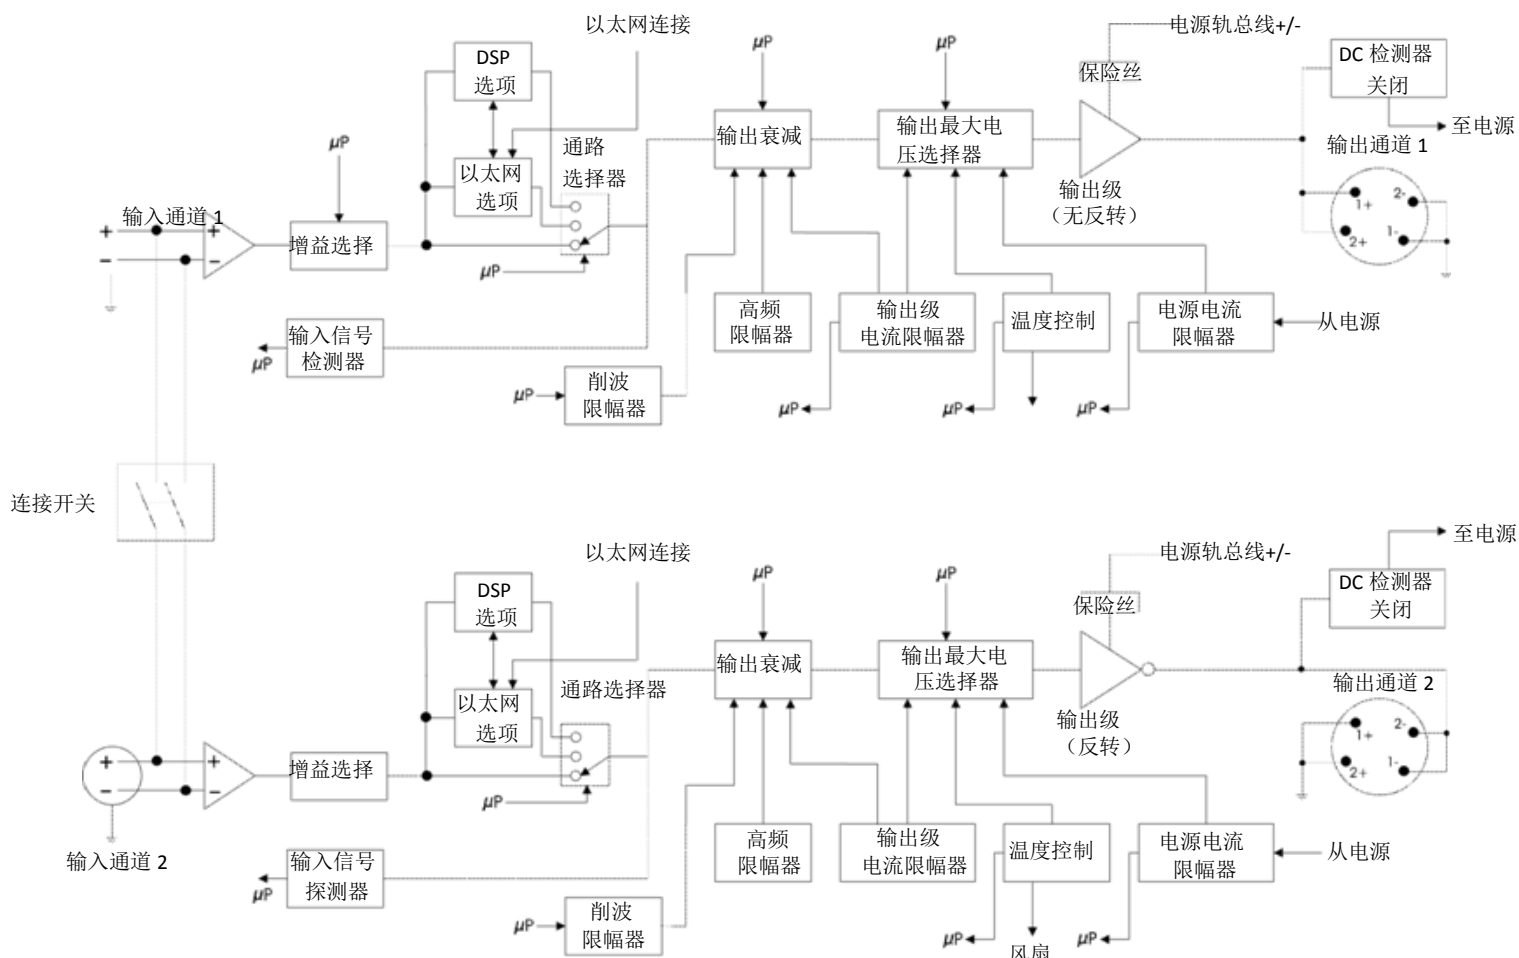 以太网连接
电源轨总线+/-
μP
μP
保险丝
DSP
选项
DC 检测器
关闭
至电源
μP
通路
选择器
以太网
选项
输出衰减
输出最大电
压选择器
输出级
（无反转）
输出通道 1
1+
2-
2+
1-
输入通道 1
+
−
+
−
增益选择
μP
高频
限幅器
输出级
电流限幅器
温度控制
电源电流
限幅器
从电源
输入信号
检测器
μP
μP
削波
限幅器
μP
μP
μP
连接开关
以太网连接
电源轨总线+/-
至电源
μP
μP
保险丝
DSP
选项
DC 检测器
关闭
通路选择器
以太网
选项
输出衰减
输出最大电
压选择器
输出级
（反转）
输出通道 2
1+
2-
2+
1-
+
−
+
−
增益选择
μP
输入通道 2
高频
限幅器
输出级
电流限幅器
温度控制
电源电流
限幅器
从电源
输入信号
探测器
μP
μP
削波
限幅器
μP
风扇
μP